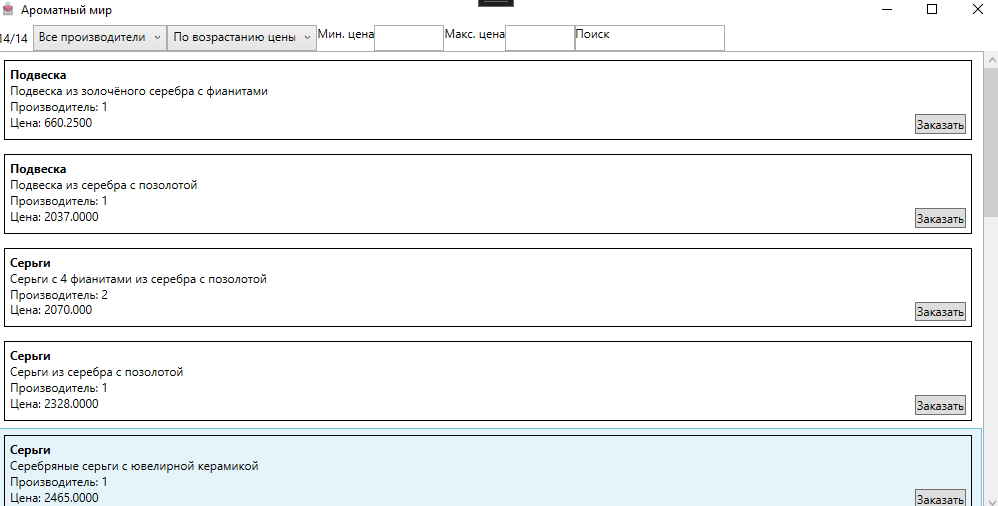 Ароматный мир
14/14 Все производители По возрастанию цены Мин. цена Макс. цена Поиск
Подвеска
Подвеска из золочёного серебра с фианитами
Производитель: 1
Цена: 660.2500
Заказать
Подвеска
Подвеска из серебра с позолотой
Производитель: 1
Цена: 2037.0000
Заказать
Серьги
Серьги с 4 фианитами из серебра с позолотой
Производитель: 2
Цена: 2070.000
Заказать
Серьги
Серьги из серебра с позолотой
Производитель: 1
Цена: 2328.0000
Заказать
Серьги
Серебряные серьги с ювелирной керамикой
Производитель: 1
Цена: 2465.0000
Заказать